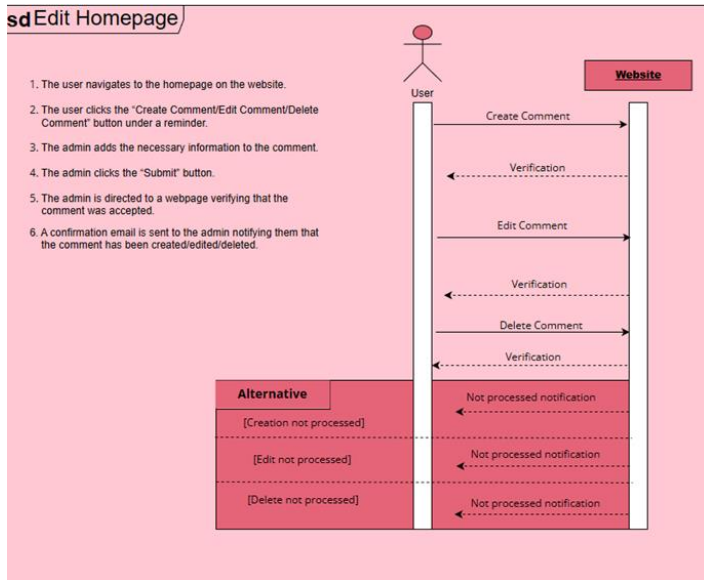 sd Edit Homepage
1. The user navigates to the homepage on the website.
2. The user clicks the “Create Comment/Edit Comment/Delete
Comment” button under a reminder.
3. The admin adds the necessary information to the comment.
4. The admin clicks the “Submit” button.
5. The admin is directed to a webpage verifying that the
comment was accepted.
6. A confirmation email is sent to the admin notifying them that
the comment has been created/edited/deleted.
User
Website
Create Comment
Verification
Edit Comment
Verification
Delete Comment
Verification
Alternative
Not processed notification
[Creation not processed]
Not processed notification
[Edit not processed]
Not processed notification
[Delete not processed]